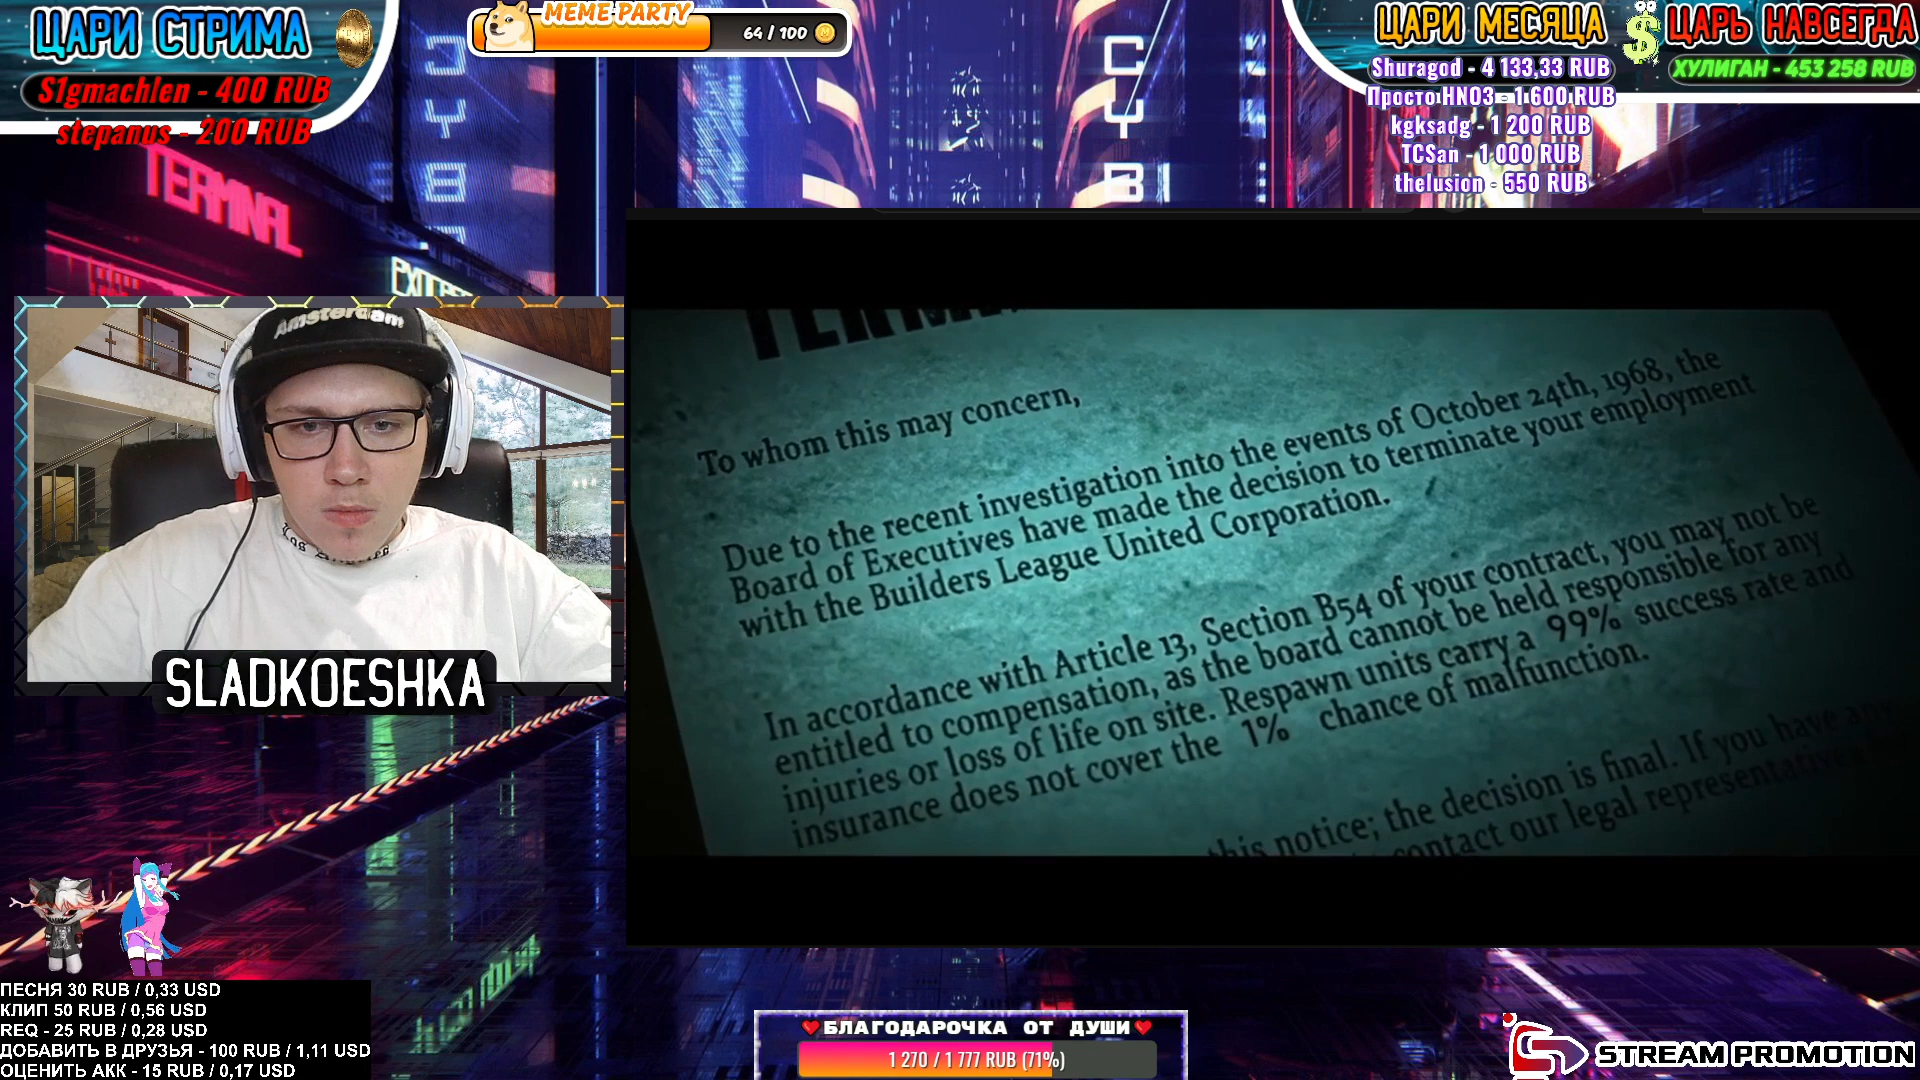 ЦАРИ СТРИМА
S1gmachlen - 400 RUB
stepanus - 200 RUB
MEME PARTY
64 / 100
ЦАРИ МЕСЯЦА
Shuragod - 4 133,33 RUB
Просто HNO3 - 1 600 RUB
kgksadg - 1 200 RUB
TCSan - 1 000 RUB
thelusion - 550 RUB
ЦАРЬ НАВСЕГДА
ХУЛИГАН - 453 258 RUB
TERMINAL
Amsterdam
SLADKOESHKA
To whom this may concern,
Due to the recent investigation into the events of October 24th, 1968, the
Board of Executives have made the decision to terminate your employment
with the Builders League United Corporation.
In accordance with Article 13, Section B54 of your contract, you may not be
entitled to compensation, as the board cannot be held responsible for any
injuries or loss of life on site. Respawn units carry a 99% success rate and
insurance does not cover the 1% chance of malfunction.
this notice; the decision is final. If you have any
contact our legal representative
ПЕСНЯ 30 RUB / 0,33 USD
КЛИП 50 RUB / 0,56 USD
REQ - 25 RUB / 0,28 USD
ДОБАВИТЬ В ДРУЗЬЯ - 100 RUB / 1,11 USD
ОЦЕНИТЬ АКК - 15 RUB / 0,17 USD
БЛАГОДАРОЧКА ОТ ДУШИ
1 270 / 1 777 RUB (71%)
STREAM PROMOTION